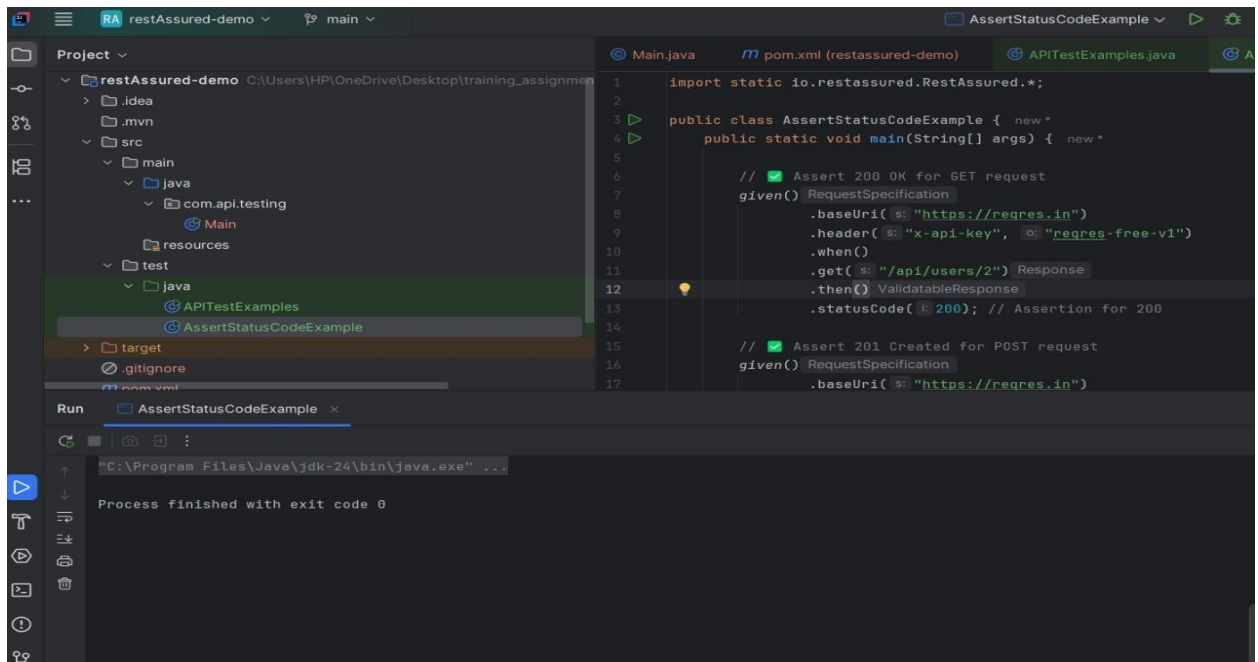 RA restAssured-demo main AssertStatusCodeExample
Project
restAssured-demo C:\Users\HP\OneDrive\Desktop\training_assignmen
.idea
.mvn
src
main
java
com.api.testing
Main
resources
test
java
APITestExamples
AssertStatusCodeExample
target
.gitignore
pom.xml
Main.java m pom.xml (restassured-demo) APITestExamples.java A
1 import static io.restassured.RestAssured.*;
2
3 public class AssertStatusCodeExample { new *
4 public static void main(String[] args) { new *
5
6 // ✅ Assert 200 OK for GET request
7 given() RequestSpecification
8 .baseUri( s: "https://reqres.in")
9 .header( s: "x-api-key", o: "reqres-free-v1")
10 .when()
11 .get( s: "/api/users/2") Response
12 .then() ValidatableResponse
13 .statusCode( i: 200); // Assertion for 200
14
15 // ✅ Assert 201 Created for POST request
16 given() RequestSpecification
17 .baseUri( s: "https://reqres.in")
Run AssertStatusCodeExample
"C:\Program Files\Java\jdk-24\bin\java.exe" ...
Process finished with exit code 0